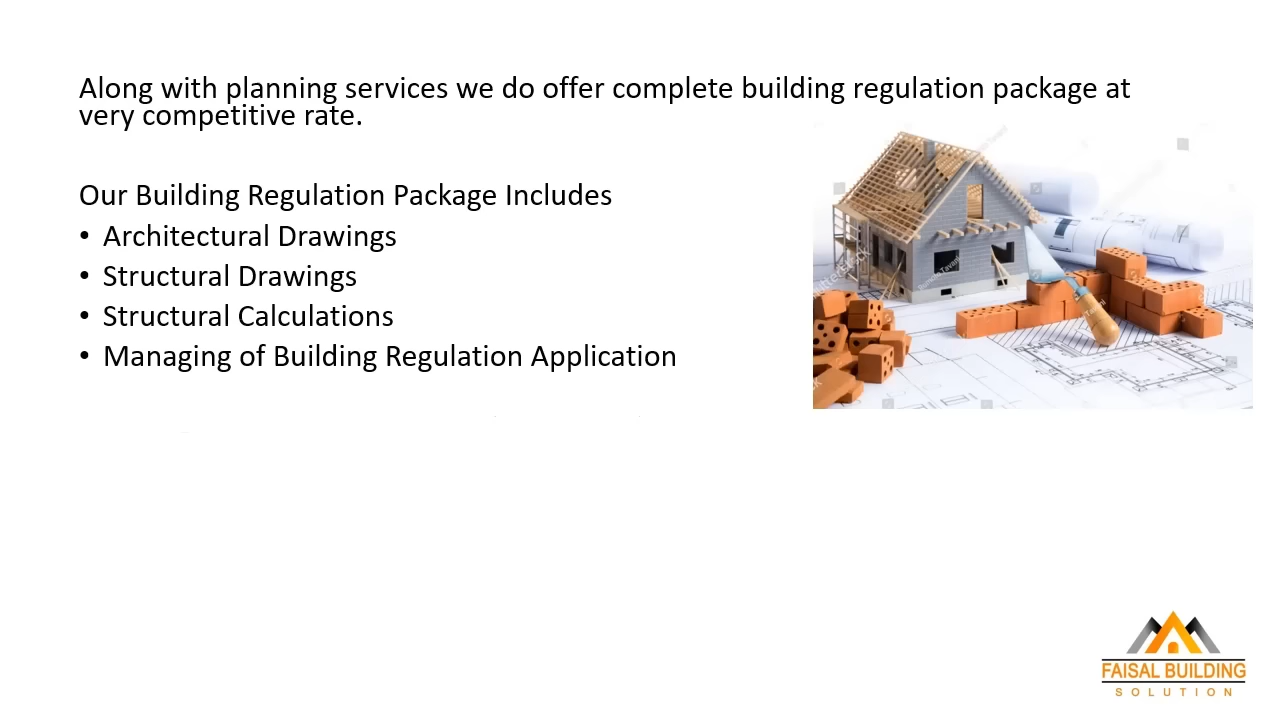 Along with planning services we do offer complete building regulation package at
very competitive rate.
Our Building Regulation Package Includes
• Architectural Drawings
• Structural Drawings
• Structural Calculations
• Managing of Building Regulation Application
FAISAL BUILDING
SOLUTION